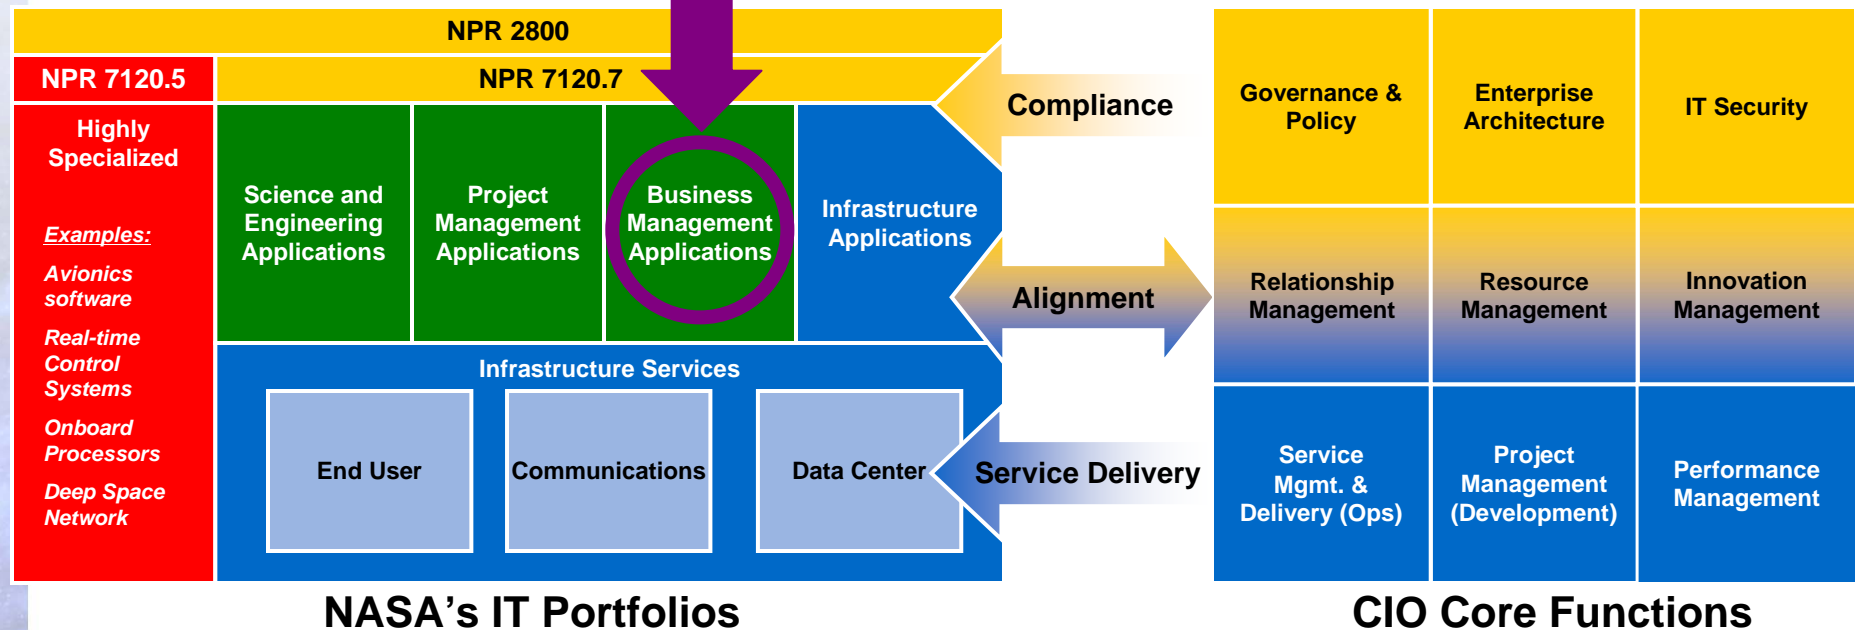 NPR 2800
NPR 7120.5
NPR 7120.7
Highly
Specialized
Examples:
Avionics
software
Real-time
Control
Systems
Onboard
Processors
Deep Space
Network
Science and
Engineering
Applications
Project
Management
Applications
Business
Management
Applications
Infrastructure
Applications
Infrastructure Services
End User
Communications
Data Center
NASA’s IT Portfolios
Compliance
Alignment
Service Delivery
Governance &
Policy
Enterprise
Architecture
IT Security
Relationship
Management
Resource
Management
Innovation
Management
Service
Mgmt. &
Delivery (Ops)
Project
Management
(Development)
Performance
Management
CIO Core Functions